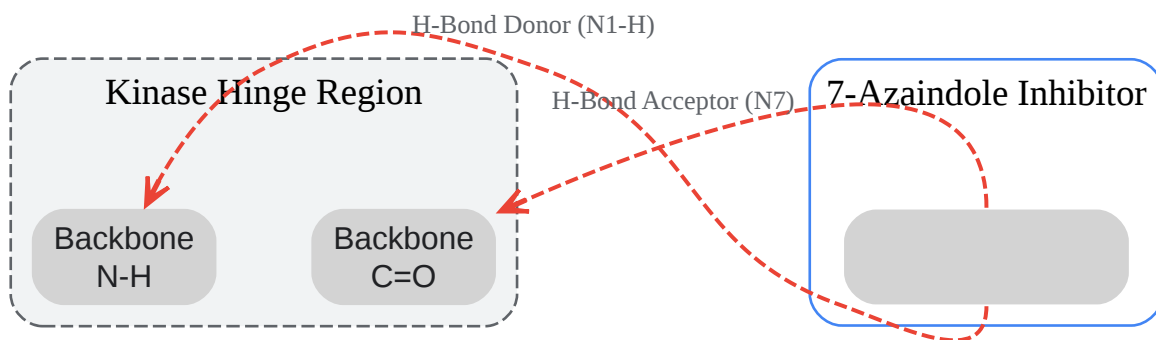 H-Bond Donor (N1-H)
Kinase Hinge Region
H-Bond Acceptor (N7)
7-Azaindole Inhibitor
Backbone
N-H
Backbone
C=O